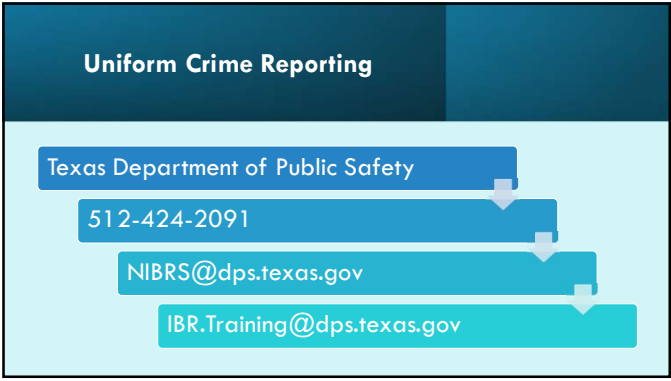 Uniform Crime Reporting
Texas Department of Public Safety
512-424-2091
NIBRS@dps.texas.gov
IBR.Training@dps.texas.gov